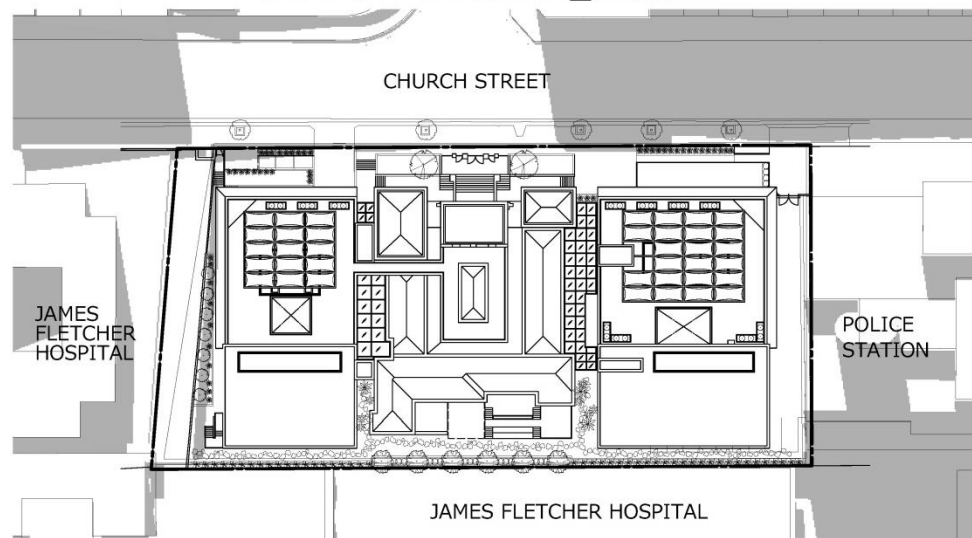 CHURCH STREET
JAMES
FLETCHER
HOSPITAL
POLICE
STATION
JAMES FLETCHER HOSPITAL